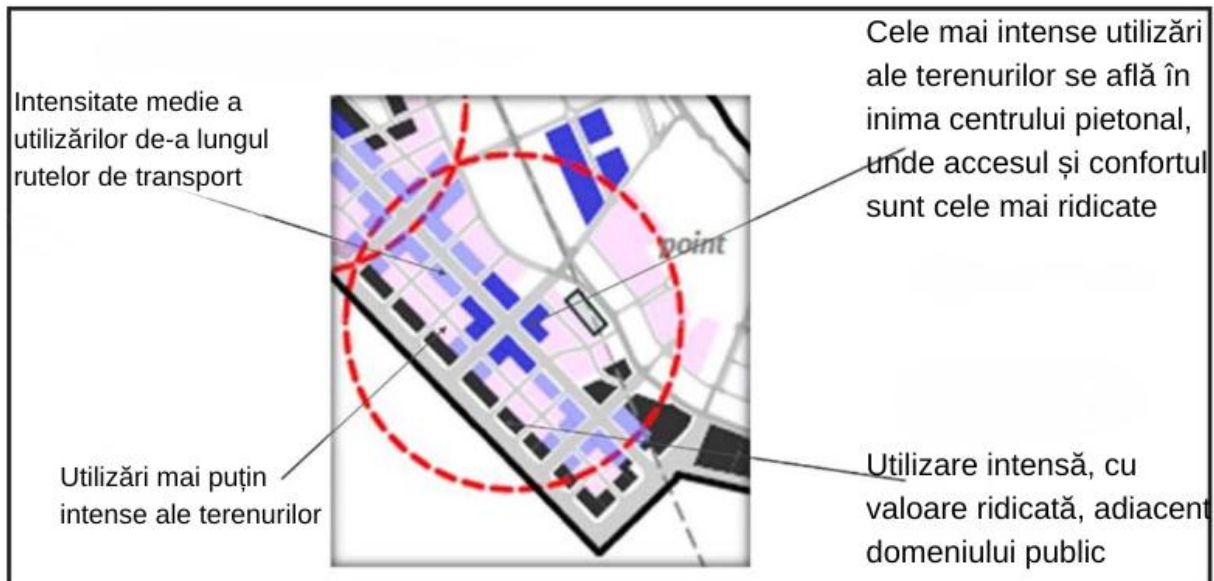 Intensitate medie a
utilizărilor de-a lungul
rutelor de transport
Cele mai intense utilizări
ale terenurilor se află în
inima centrului pietonal,
unde accesul și confortul
sunt cele mai ridicate
point
Utilizări mai puțin
intense ale terenurilor
Utilizare intensă, cu
valoare ridicată, adiacent
domeniului public